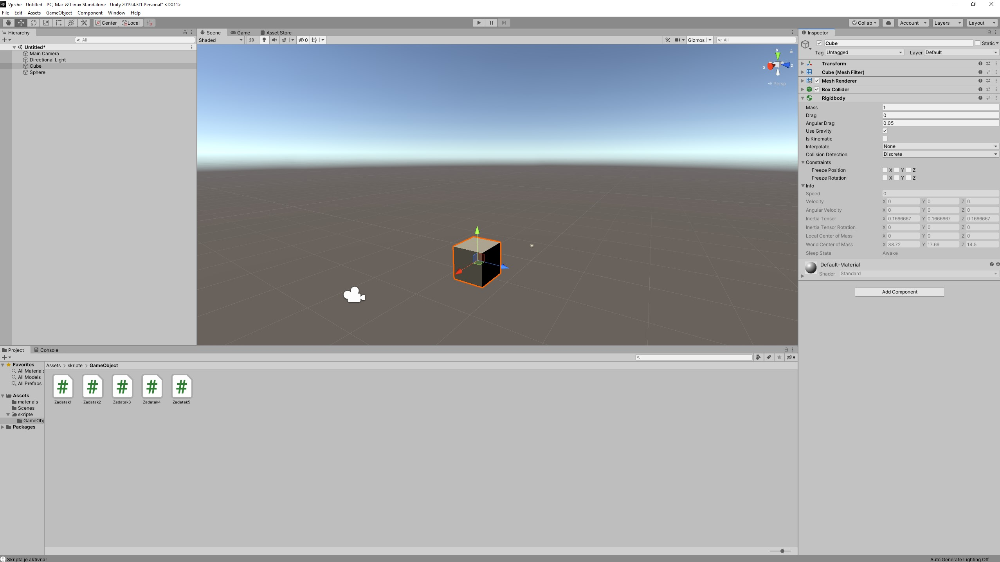 Vjezbe - Untitled - PC, Mac & Linux Standalone - Unity 2019.4.3f1 Personal* <DX11>
File Edit Assets GameObject Component Window Help
Center Local Collab Account Layers Layout
Hierarchy
All
Untitled*
Main Camera
Directional Light
Cube
Sphere
Scene Game Asset Store
Shaded 2D 0 Gizmos All
y
x z
Persp
Inspector
Cube Static
Tag Untagged Layer Default
Transform
Cube (Mesh Filter)
Mesh Renderer
Box Collider
Rigidbody
Mass 1
Drag 0
Angular Drag 0.05
Use Gravity
Is Kinematic
Interpolate None
Collision Detection Discrete
Constraints
Freeze Position X Y Z
Freeze Rotation X Y Z
Info
Speed 0
Velocity X 0 Y 0 Z 0
Angular Velocity X 0 Y 0 Z 0
Inertia Tensor X 0.1666667 Y 0.1666667 Z 0.1666667
Inertia Tensor Rotation X 0 Y 0 Z 0
Local Center of Mass X 0 Y 0 Z 0
World Center of Mass X 38.72 Y 17.69 Z 14.5
Sleep State Awake
Default-Material
Shader Standard
Add Component
Project Console
8
Favorites
All Materials
All Models
All Prefabs
Assets
materials
Scenes
skripte
GameObj
Packages
Assets > skripte > GameObject
# # # # #
Zadatak1 Zadatak2 Zadatak3 Zadatak4 Zadatak5
Skripta je aktivna!
Auto Generate Lighting Off